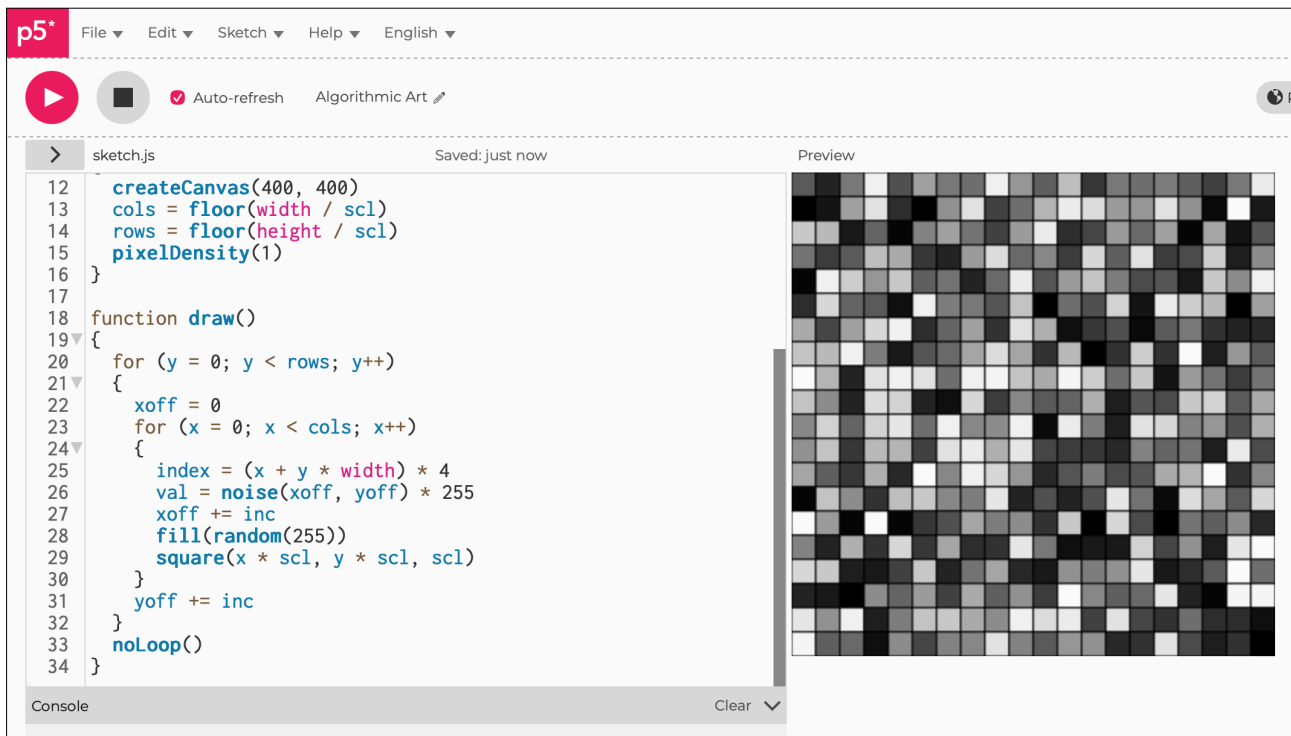 p5*
File Edit Sketch Help English
Auto-refresh Algorithmic Art
sketch.js Saved: just now Preview
12 createCanvas(400, 400)
13 cols = floor(width / scl)
14 rows = floor(height / scl)
15 pixelDensity(1)
16 }
17
18 function draw()
19 {
20 for (y = 0; y < rows; y++)
21 {
22 xoff = 0
23 for (x = 0; x < cols; x++)
24 {
25 index = (x + y * width) * 4
26 val = noise(xoff, yoff) * 255
27 xoff += inc
28 fill(random(255))
29 square(x * scl, y * scl, scl)
30 }
31 yoff += inc
32 }
33 noLoop()
34 }
Console Clear